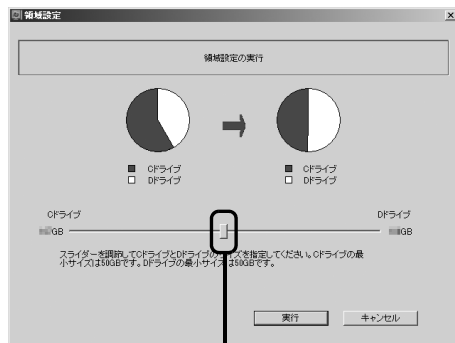 領域設定
領域設定の実行
Cドライブ
Dドライブ
Cドライブ
Dドライブ
Cドライブ
Dドライブ
GB
GB
スライダーを調節してCドライブとDドライブのサイズを指定してください。Cドライブの最
小サイズは50GBです。Dドライブの最小サイズは50GBです。
実行
キャンセル